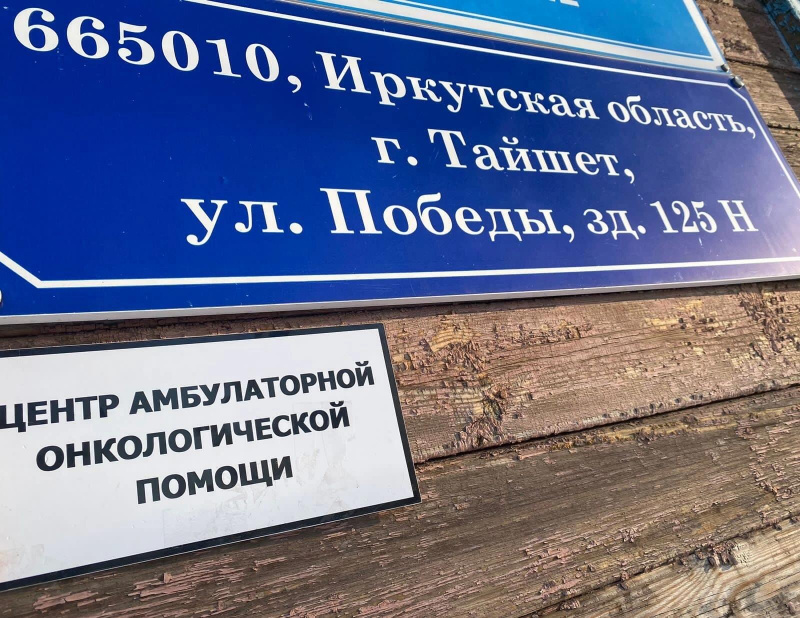 665010, Иркутская область,
г. Тайшет,
ул. Победы, зд. 125 Н
ЦЕНТР АМБУЛАТОРНОЙ
ОНКОЛОГИЧЕСКОЙ
ПОМОЩИ